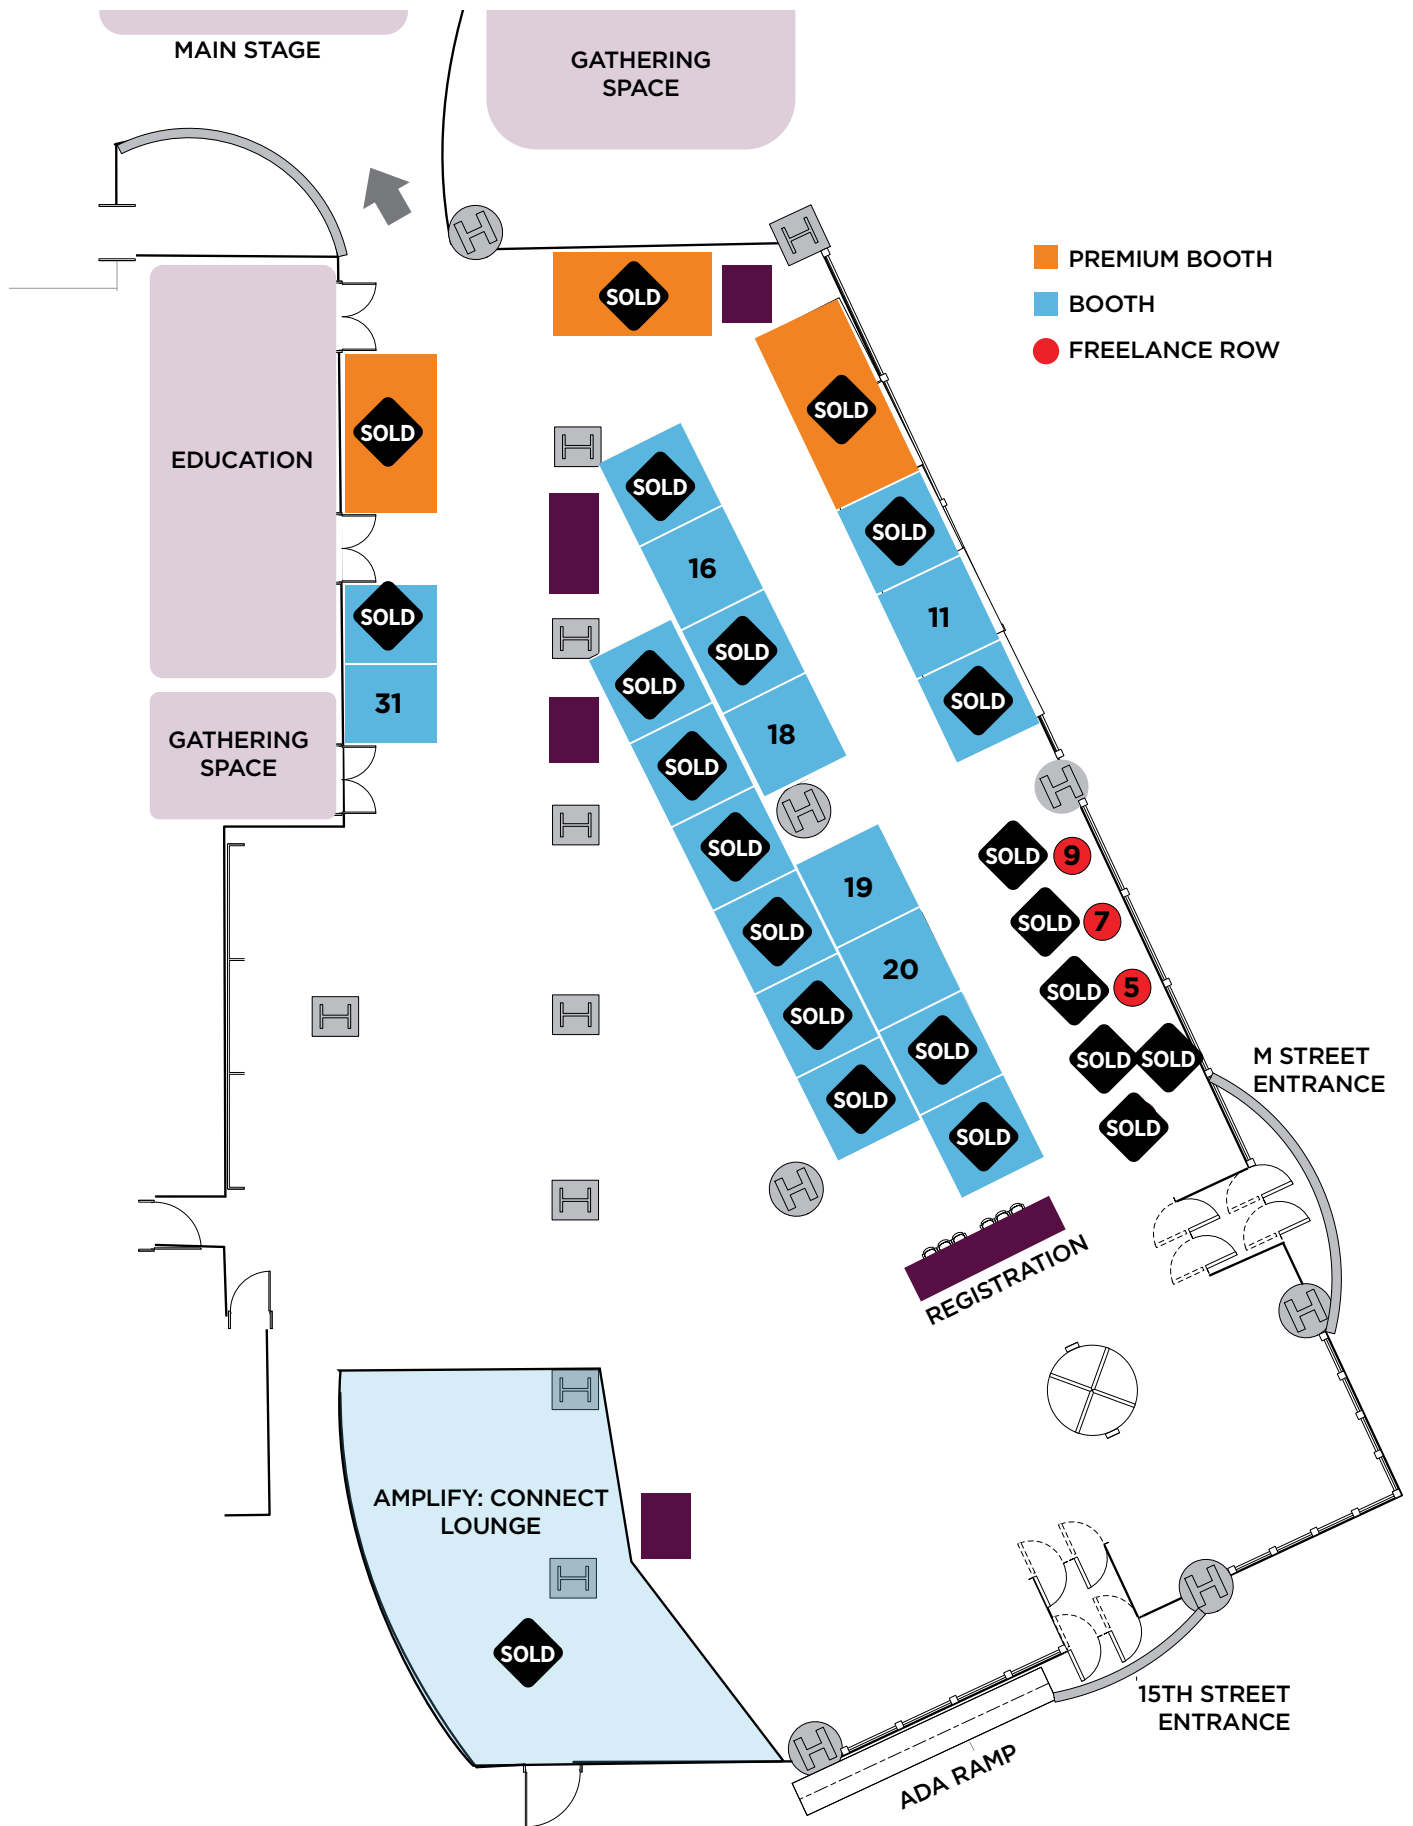 MAIN STAGE
GATHERING
SPACE
PREMIUM BOOTH
BOOTH
FREELANCE ROW
SOLD
SOLD
SOLD
EDUCATION
SOLD
SOLD
16
11
SOLD
SOLD
SOLD
SOLD
31
18
GATHERING
SPACE
SOLD
SOLD
SOLD
9
19
SOLD
SOLD
7
20
SOLD
5
SOLD
SOLD
SOLD
SOLD
M STREET
ENTRANCE
SOLD
SOLD
SOLD
REGISTRATION
AMPLIFY: CONNECT
LOUNGE
SOLD
15TH STREET
ENTRANCE
ADA RAMP